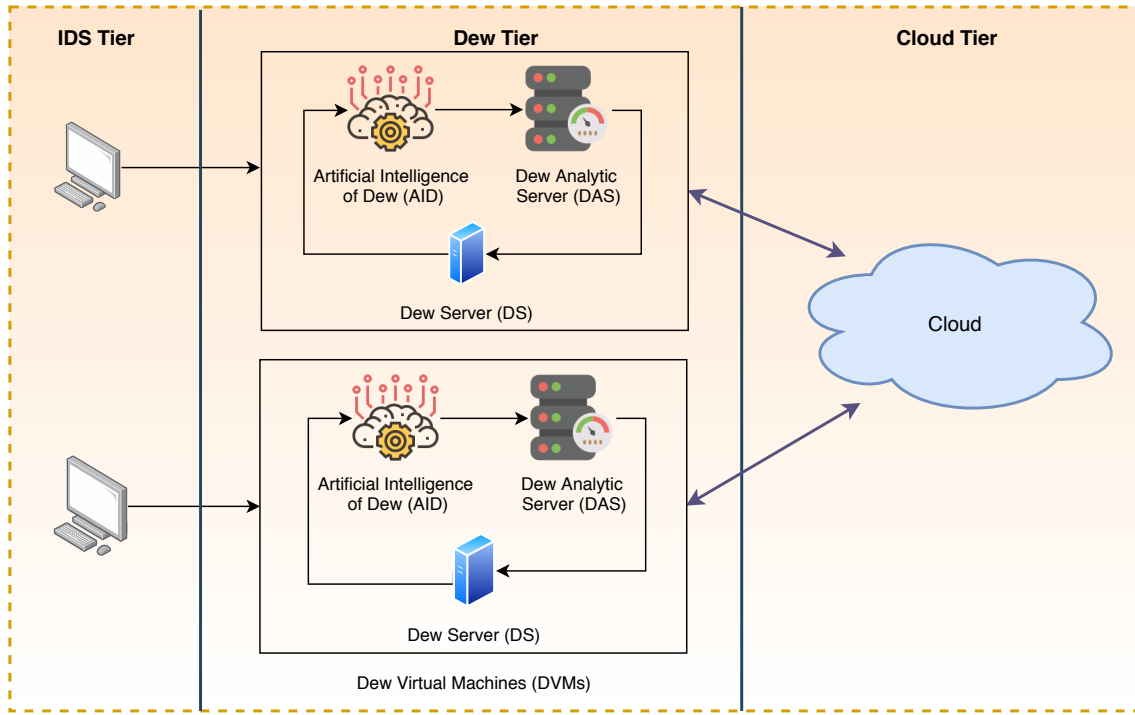 IDS Tier
Dew Tier
Cloud Tier
Artificial Intelligence
of Dew (AID)
Dew Analytic
Server (DAS)
Dew Server (DS)
Cloud
Artificial Intelligence
of Dew (AID)
Dew Analytic
Server (DAS)
Dew Server (DS)
Dew Virtual Machines (DVMs)